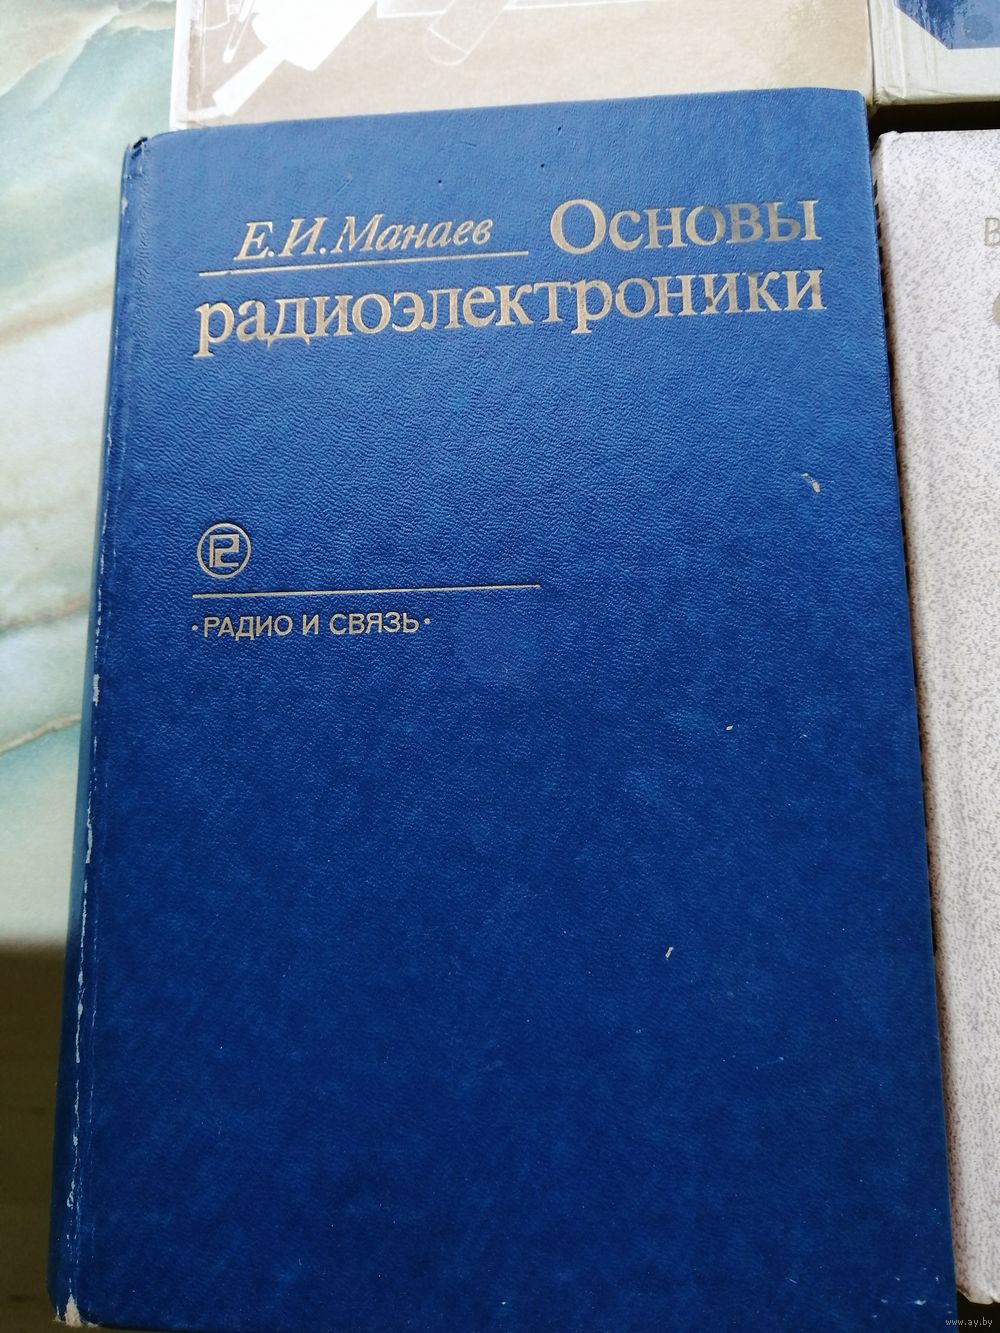 Е.И.Манаев Основы
радиоэлектроники
·РАДИО И СВЯЗЬ·
www.ay.by